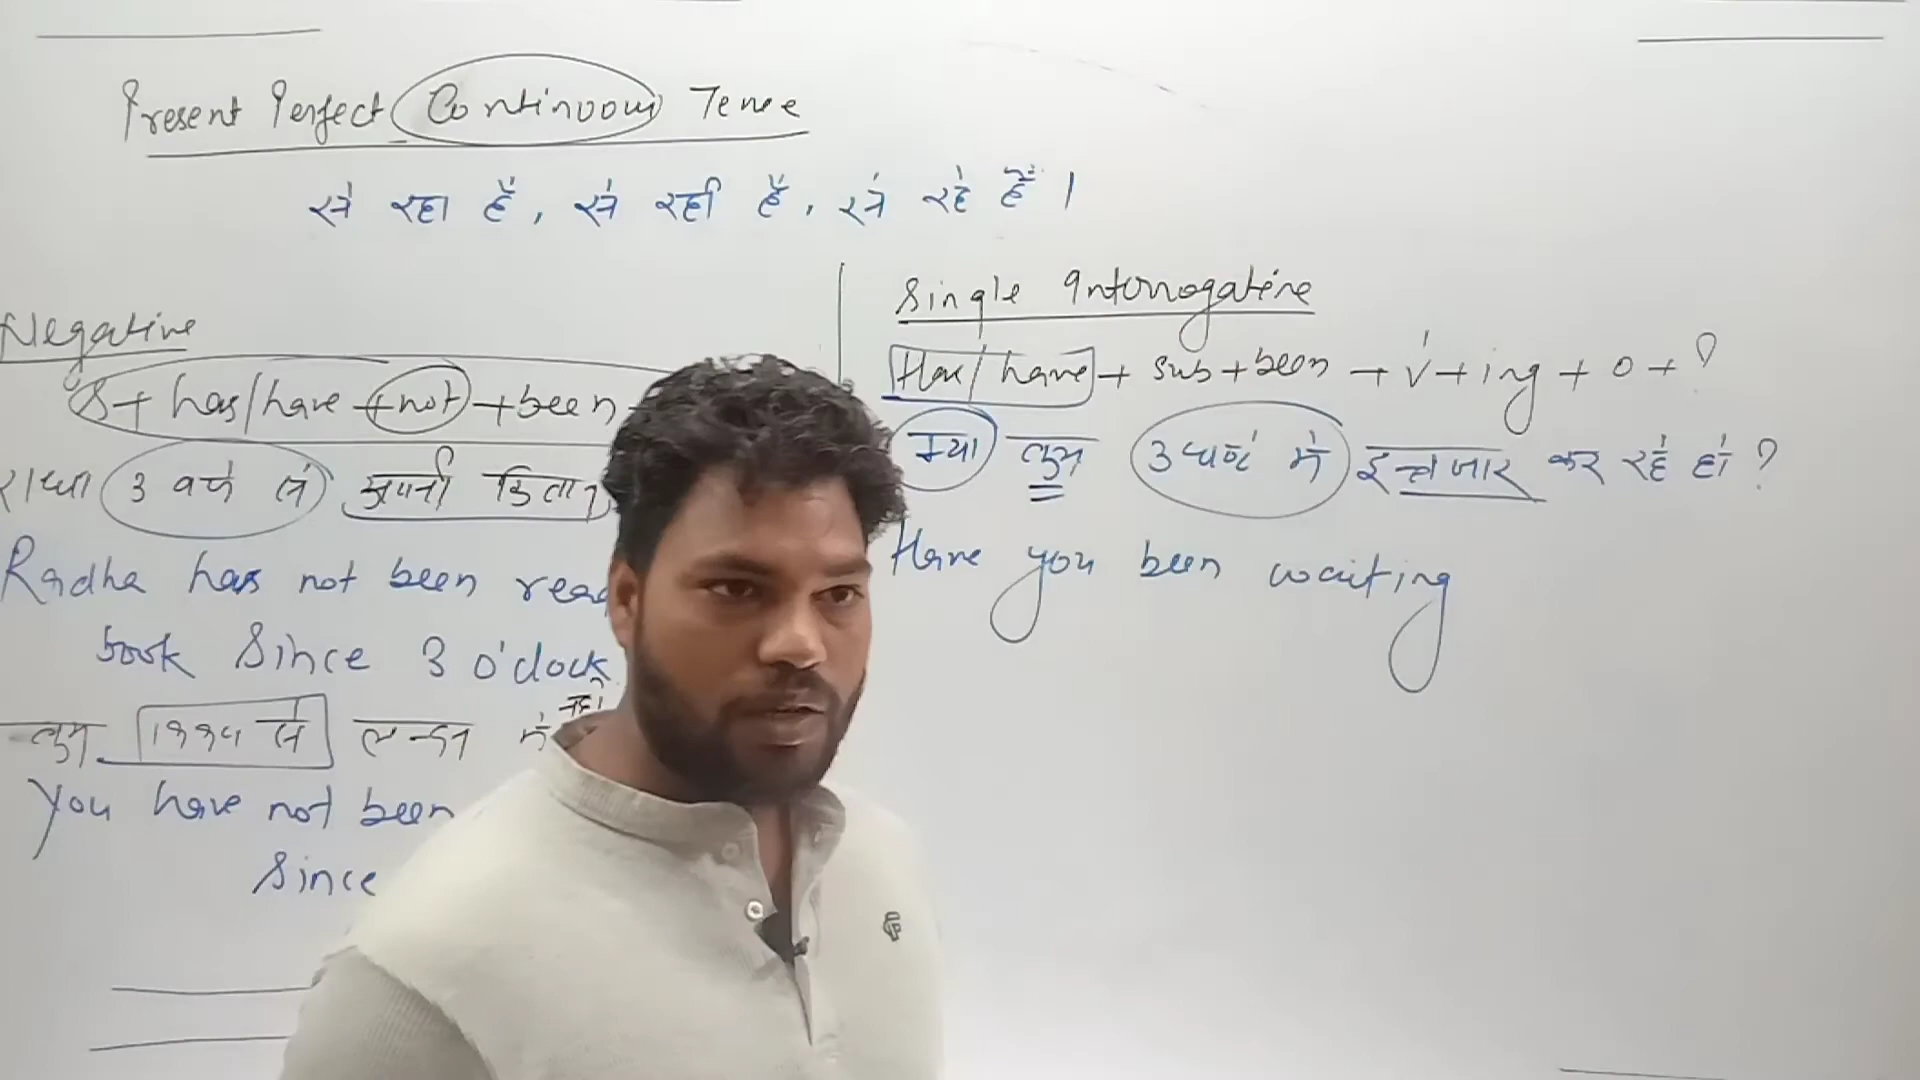 Present Perfect Continuous Tense
से रहा है, से रही है, से रहे हैं।
Negative
S + has/have + not + been
राधा 3 बजे से अपनी किताब
Radha has not been read
book Since 3 o'clock
नहीं
तुम १९९५ से लन्दन में
You have not been
Since
Single Interrogative
Has/have + sub + been + v + ing + o + ?
क्या तुम 3 घण्टे से इन्तजार कर रहे हो ?
Have you been waiting